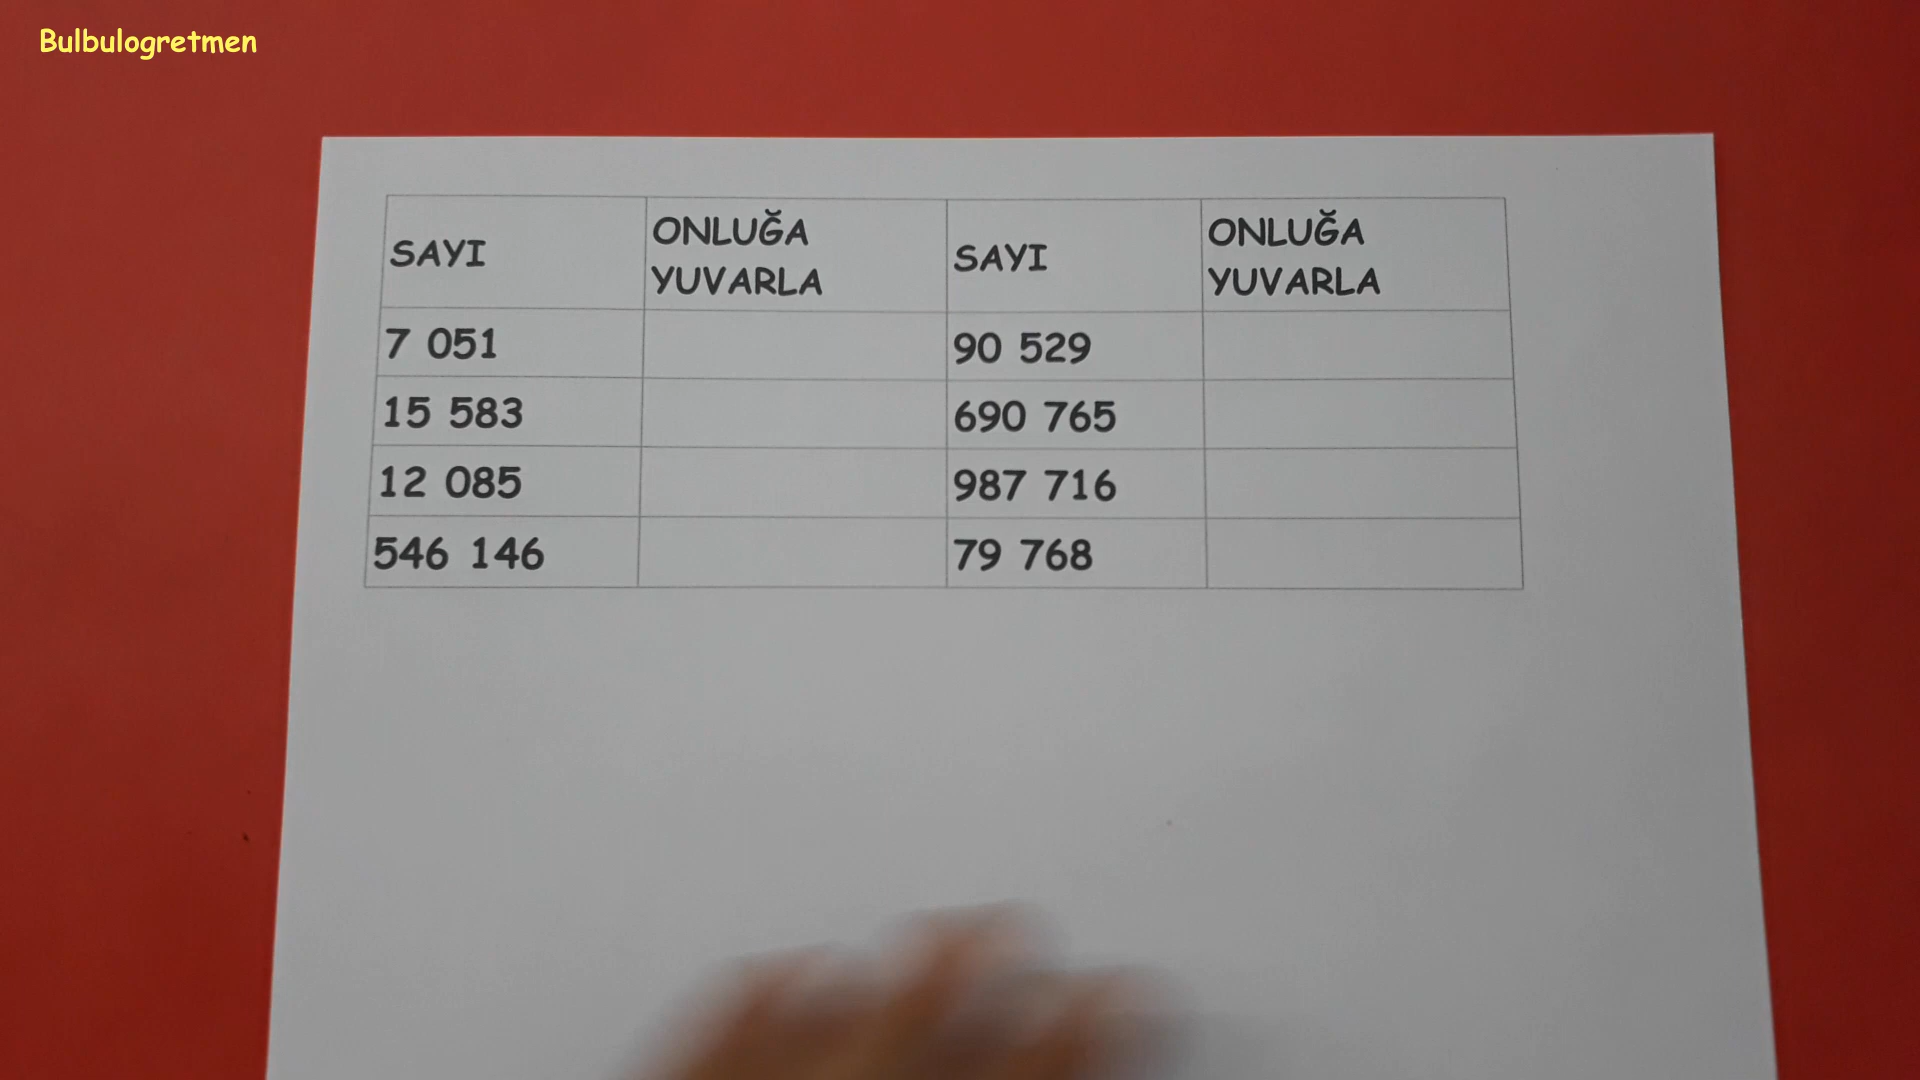 Bulbulogretmen
SAYI ONLUĞA YUVARLA SAYI ONLUĞA YUVARLA
7 051 90 529
15 583 690 765
12 085 987 716
546 146 79 768